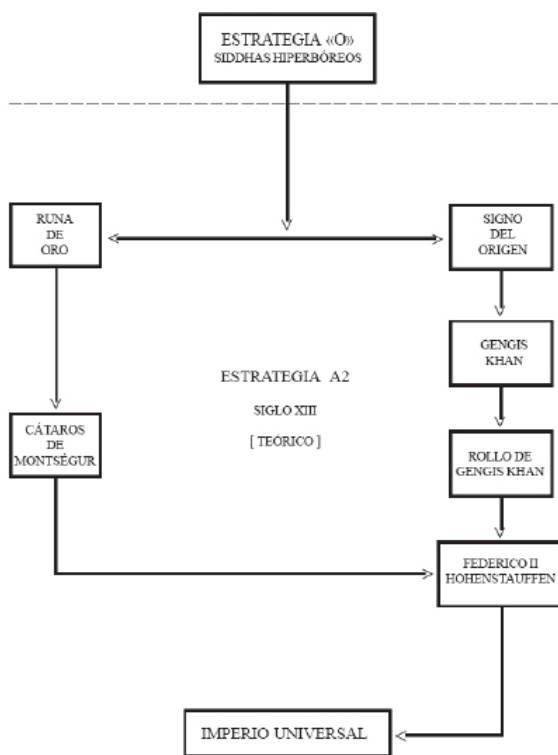 ESTRATEGIA «O»
SIDDHAS HIPERBÓREOS
RUNA
DE
ORO
SIGNO
DEL
ORIGEN
GENGIS
KHAN
ESTRATEGIA A2
SIGLO XIII
[ TEÓRICO ]
CÁTAROS
DE
MONTSÉGUR
ROLLO DE
GENGIS KHAN
FEDERICO II
HOHENSTAUFFEN
IMPERIO UNIVERSAL